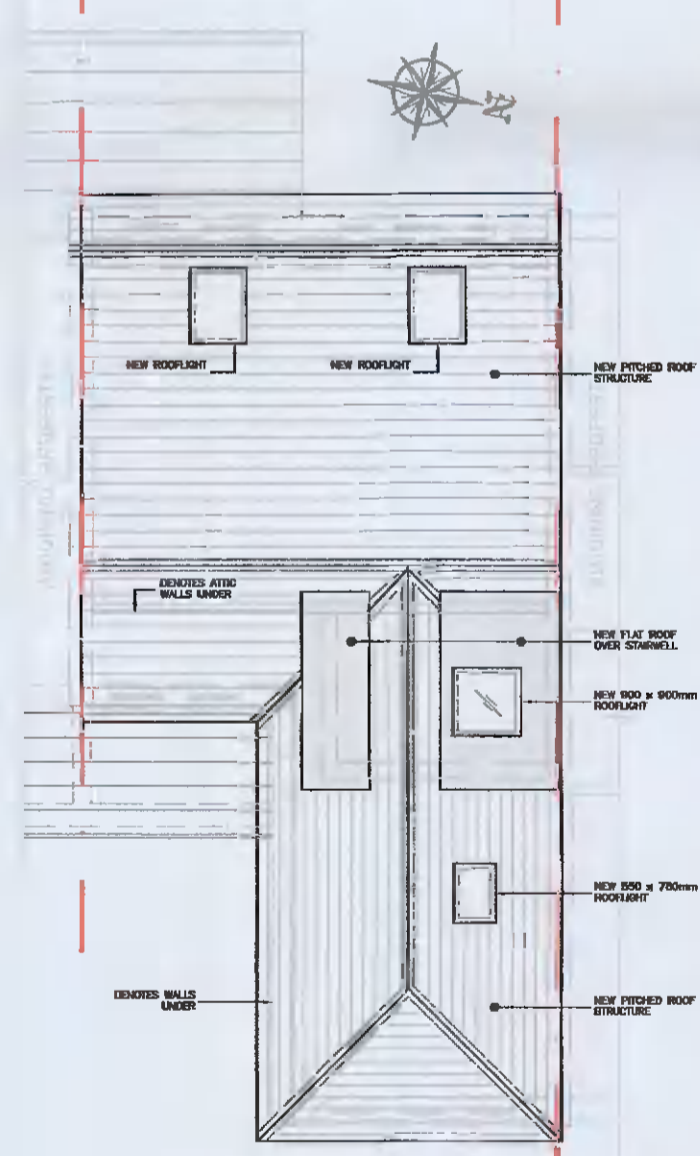 N
NEW ROOFLIGHT
NEW ROOFLIGHT
NEW PITCHED ROOF
STRUCTURE
DENOTES ATTIC
WALLS UNDER
NEW FLAT ROOF
OVER STAIRWELL
NEW 900 x 900mm
ROOFLIGHT
NEW 550 x 780mm
ROOFLIGHT
DENOTES WALLS
UNDER
NEW PITCHED ROOF
STRUCTURE